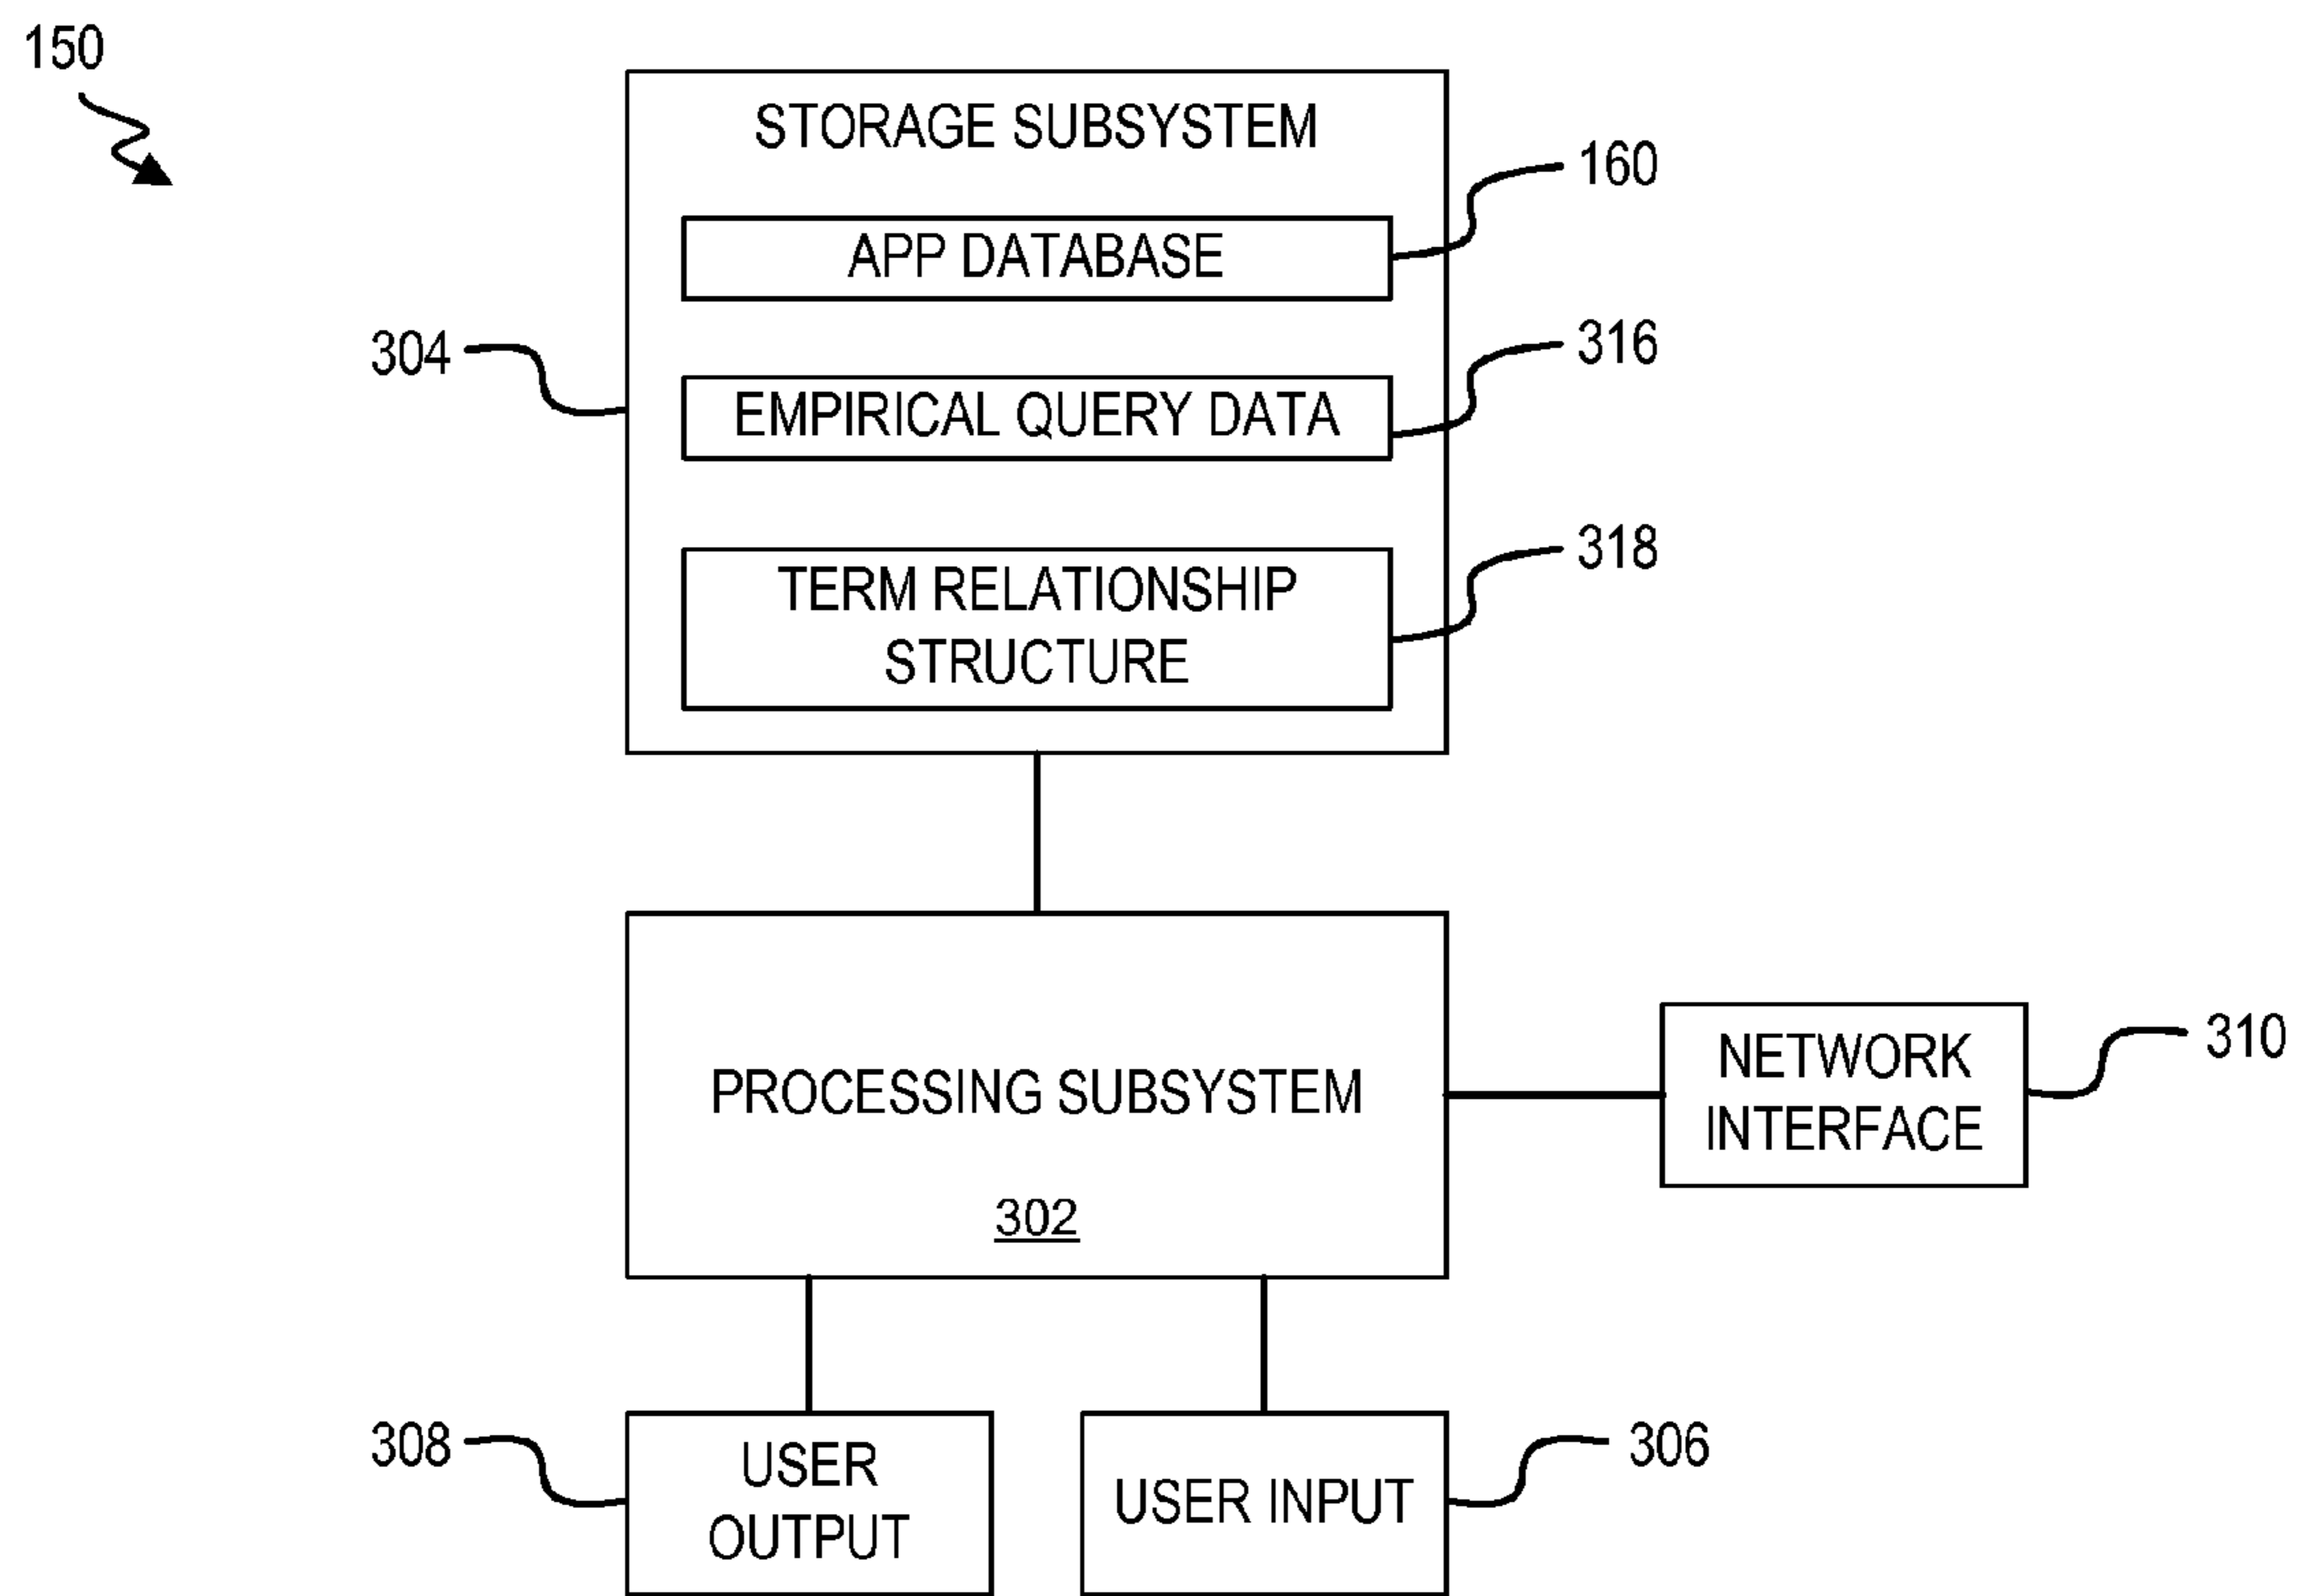 150
STORAGE SUBSYSTEM
160
APP DATABASE
316
304
EMPIRICAL QUERY DATA
318
TERM RELATIONSHIP
STRUCTURE
PROCESSING SUBSYSTEM
302
NETWORK
INTERFACE
310
308
USER
OUTPUT
USER INPUT
306